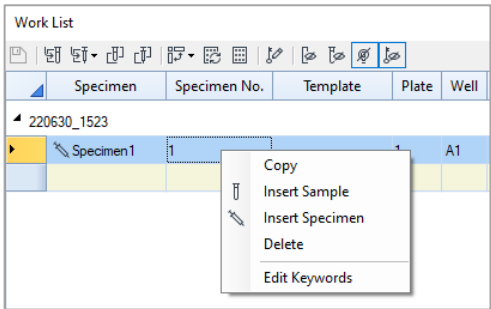 Work List
Specimen Specimen No. Template Plate Well
220630_1523
Specimen1 1 1 A1
Copy
Insert Sample
Insert Specimen
Delete
Edit Keywords